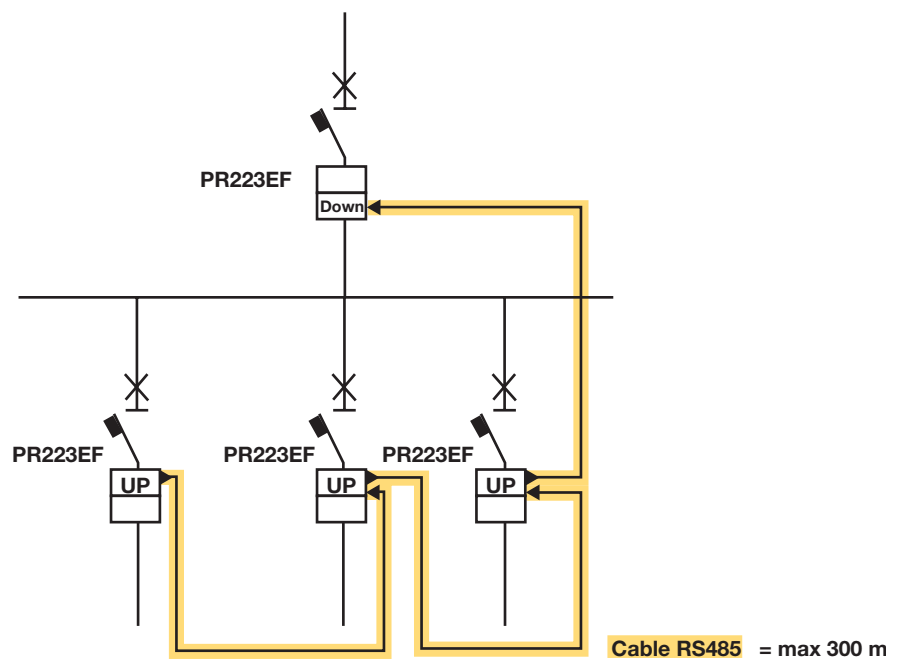 PR223EF
Down
PR223EF
PR223EF
PR223EF
UP
UP
UP
Cable RS485 = max 300 m